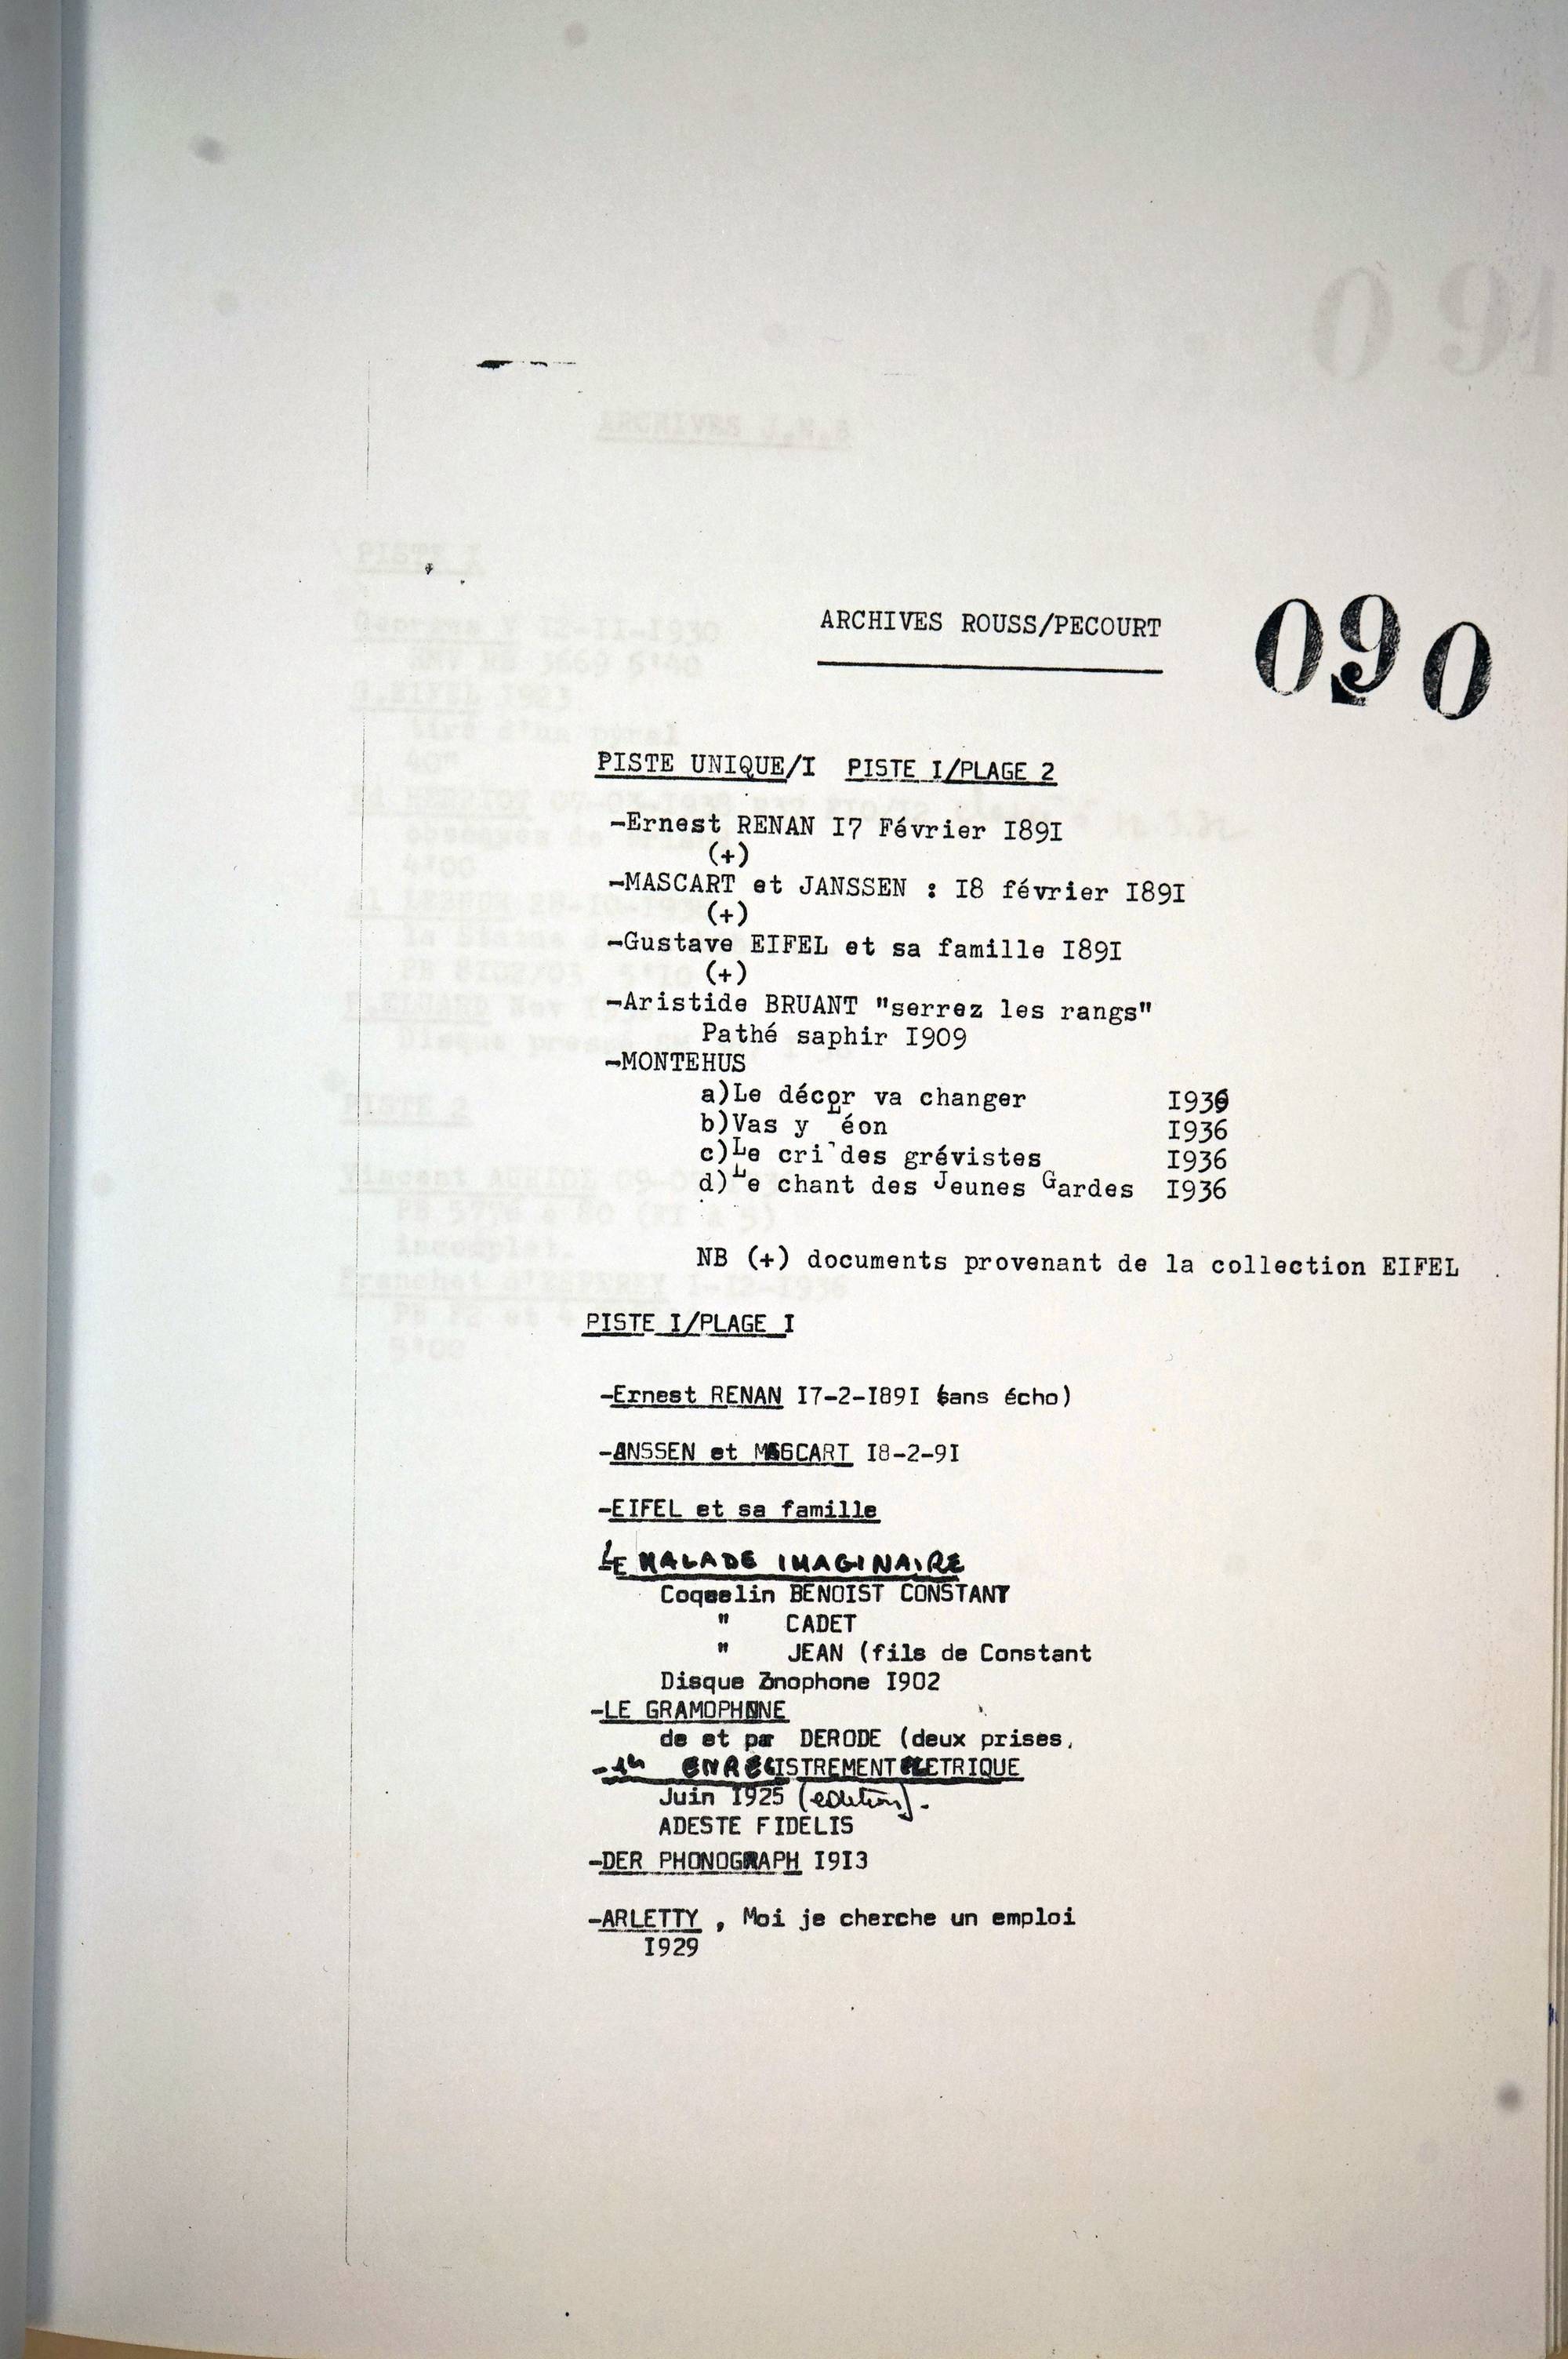 ARCHIVES ROUSS/PECOURT
090
PISTE UNIQUE/I PISTE I/PLAGE 2
-Ernest RENAN I7 Février I89I
(+)
-MASCART et JANSSEN : I8 février I89I
(+)
-Gustave EIFEL et sa famille I89I
(+)
-Aristide BRUANT "serrez les rangs"
Pathé saphir I909
-MONTEHUS
a)Le décor va changer I936
b)Vas y Léon I936
c)Le cri des grévistes I936
d)Le chant des Jeunes Gardes I936
NB (+) documents provenant de la collection EIFEL
PISTE I/PLAGE I
-Ernest RENAN I7-2-I89I (sans écho)
-JANSSEN et MASCART I8-2-9I
-EIFEL et sa famille
LE MALADE IMAGINAIRE
Coquelin BENOIST CONSTANT
" CADET
" JEAN (fils de Constant
Disque Zonophone I902
-LE GRAMOPHONE
de et par DERODE (deux prises,
- ENREGISTREMENT ELETRIQUE
Juin I925 (edition).
ADESTE FIDELIS
-DER PHONOGRAPH I9I3
-ARLETTY , Moi je cherche un emploi
I929